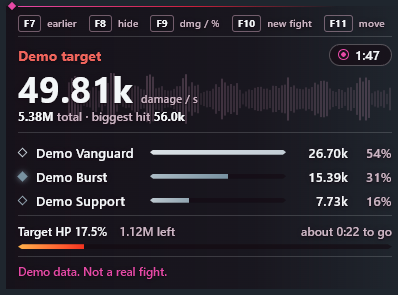 F7 earlier F8 hide F9 dmg / % F10 new fight F11 move
Demo target 1:47
49.81k damage / s
5.38M total · biggest hit 56.0k
Demo Vanguard 26.70k 54%
Demo Burst 15.39k 31%
Demo Support 7.73k 16%
Target HP 17.5% 1.12M left about 0:22 to go
Demo data. Not a real fight.